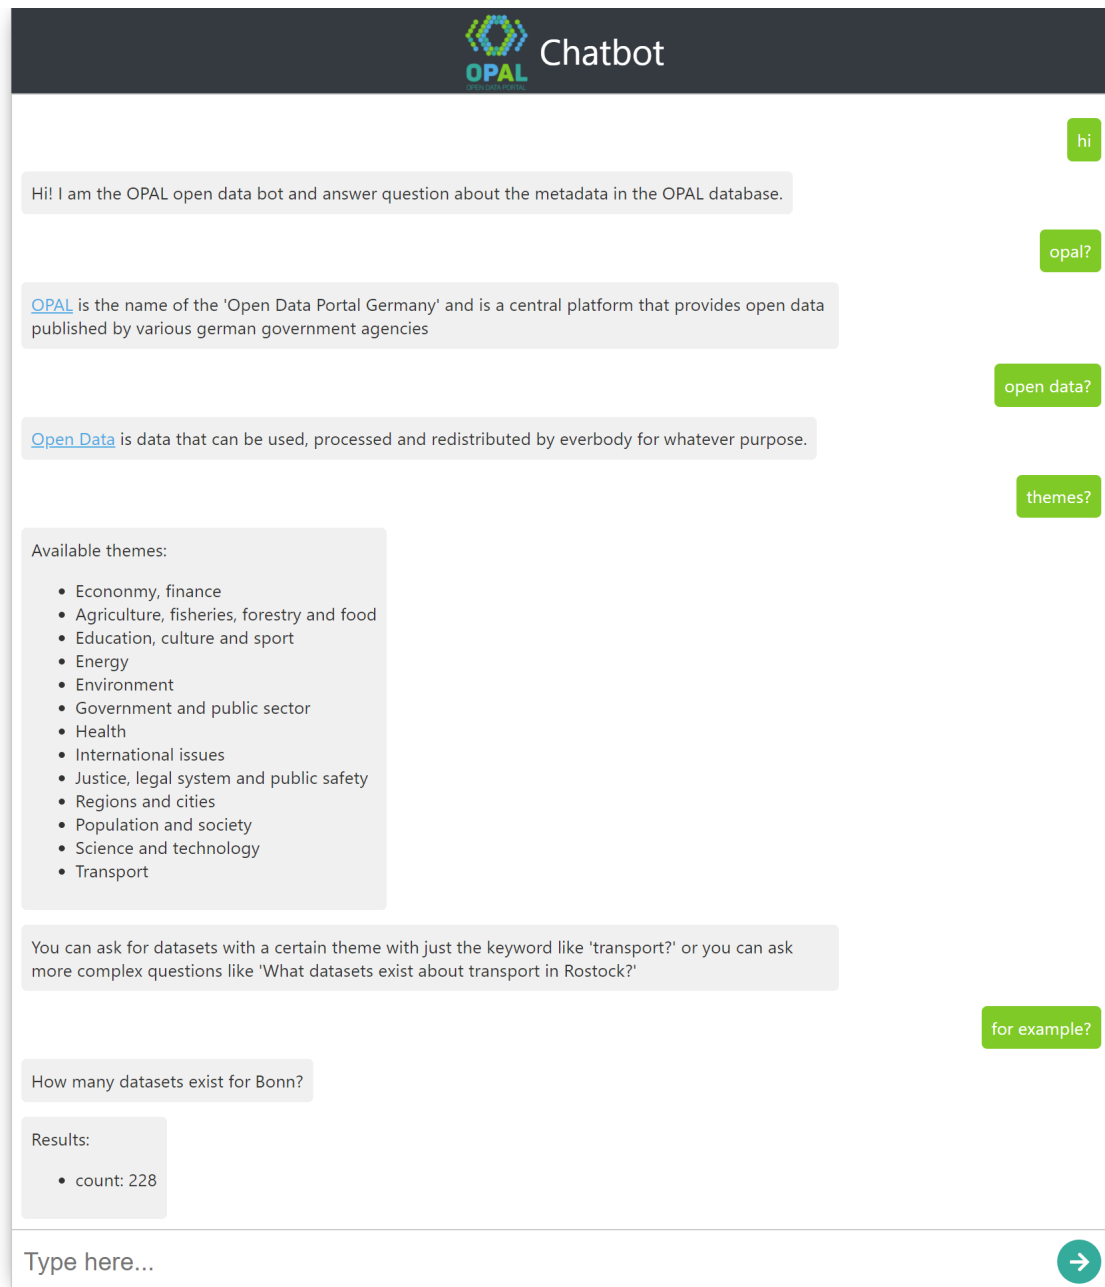 OPAL
OPEN DATA PORTAL
Chatbot
hi
Hi! I am the OPAL open data bot and answer question about the metadata in the OPAL database.
opal?
OPAL is the name of the 'Open Data Portal Germany' and is a central platform that provides open data
published by various german government agencies
open data?
Open Data is data that can be used, processed and redistributed by everbody for whatever purpose.
themes?
Available themes:
• Econonmy, finance
• Agriculture, fisheries, forestry and food
• Education, culture and sport
• Energy
• Environment
• Government and public sector
• Health
• International issues
• Justice, legal system and public safety
• Regions and cities
• Population and society
• Science and technology
• Transport
You can ask for datasets with a certain theme with just the keyword like 'transport?' or you can ask
more complex questions like 'What datasets exist about transport in Rostock?'
for example?
How many datasets exist for Bonn?
Results:
• count: 228
Type here...